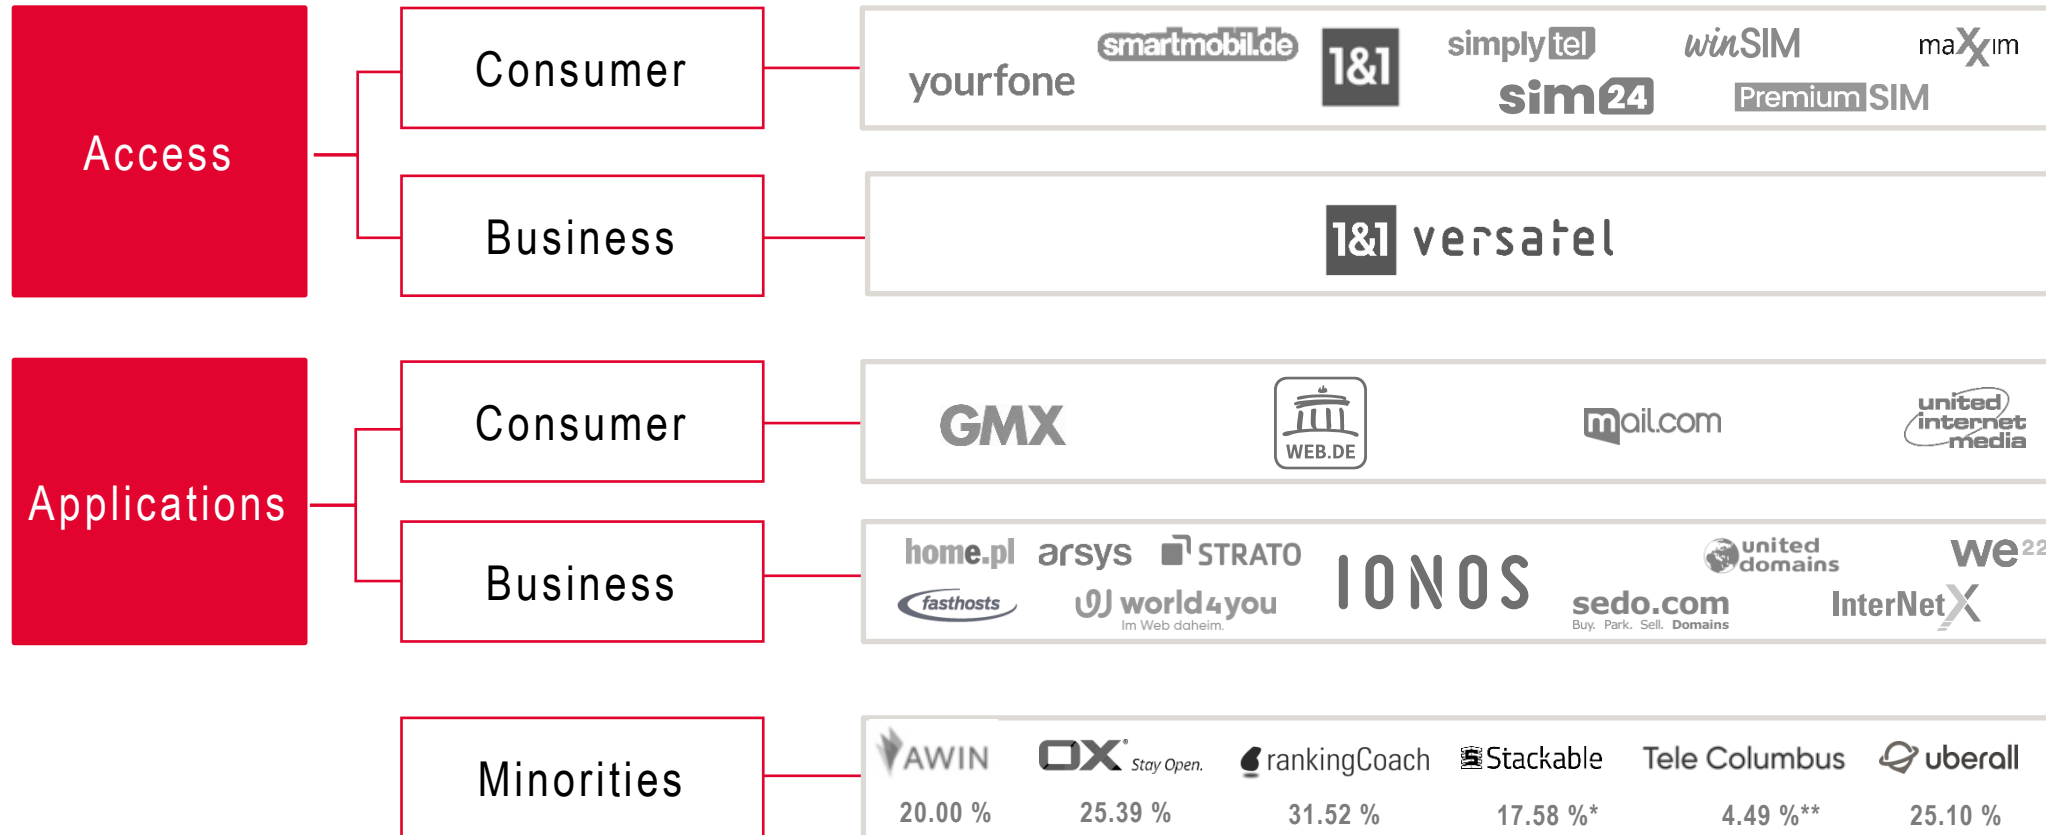 Access
Consumer
yourfone
smartmobil.de
1&1
simplytel
sim24
winSIM
PremiumSIM
maXXim
Business
1&1 versatel
Applications
Consumer
GMX
WEB.DE
mail.com
united
internet
media
Business
home.pl
arsys
STRATO
fasthosts
world4you
Im Web daheim.
IONOS
united
domains
we22
sedo.com
Buy. Park. Sell. Domains
InterNetX
Minorities
AWIN
OX® Stay Open.
rankingCoach
Stackable
Tele Columbus
uberall
20.00 %
25.39 %
31.52 %
17.58 %*
4.49 %**
25.10 %